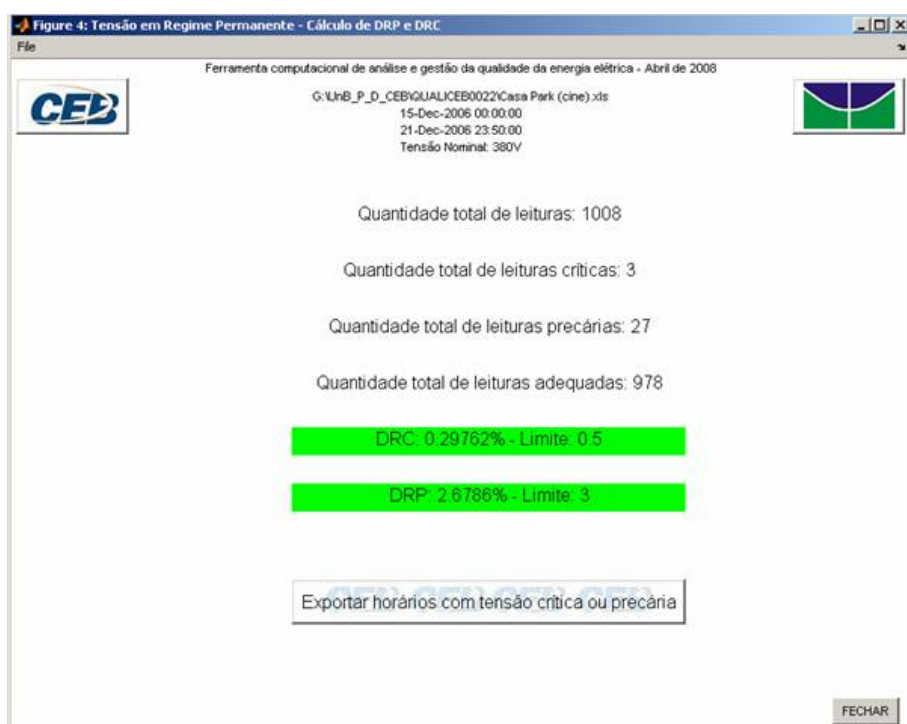 Figure 4: Tensão em Regime Permanente - Cálculo de DRP e DRC
File
Ferramenta computacional de análise e gestão da qualidade da energia elétrica - Abril de 2008
CEB
G:\UnB_P_D_CEB\QUALICEB0022\Casa Park (cine).xls
15-Dec-2006 00:00:00
21-Dec-2006 23:50:00
Tensão Nominal: 380V
Quantidade total de leituras: 1008
Quantidade total de leituras críticas: 3
Quantidade total de leituras precárias: 27
Quantidade total de leituras adequadas: 978
DRC: 0.29762% - Limite: 0.5
DRP: 2.6786% - Limite: 3
Exportar horários com tensão crítica ou precária
FECHAR